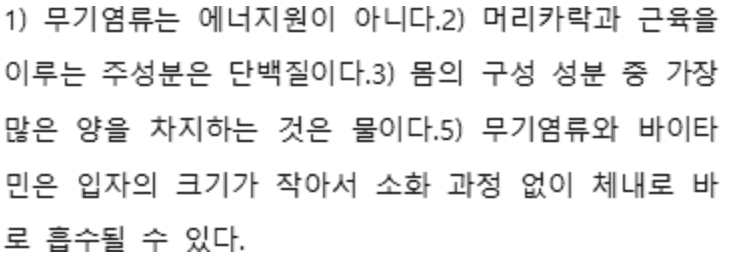 1) 무기염류는 에너지원이 아니다.2) 머리카락과 근육을
이루는 주성분은 단백질이다.3) 몸의 구성 성분 중 가장
많은 양을 차지하는 것은 물이다.5) 무기염류와 바이타
민은 입자의 크기가 작아서 소화 과정 없이 체내로 바
로 흡수될 수 있다.